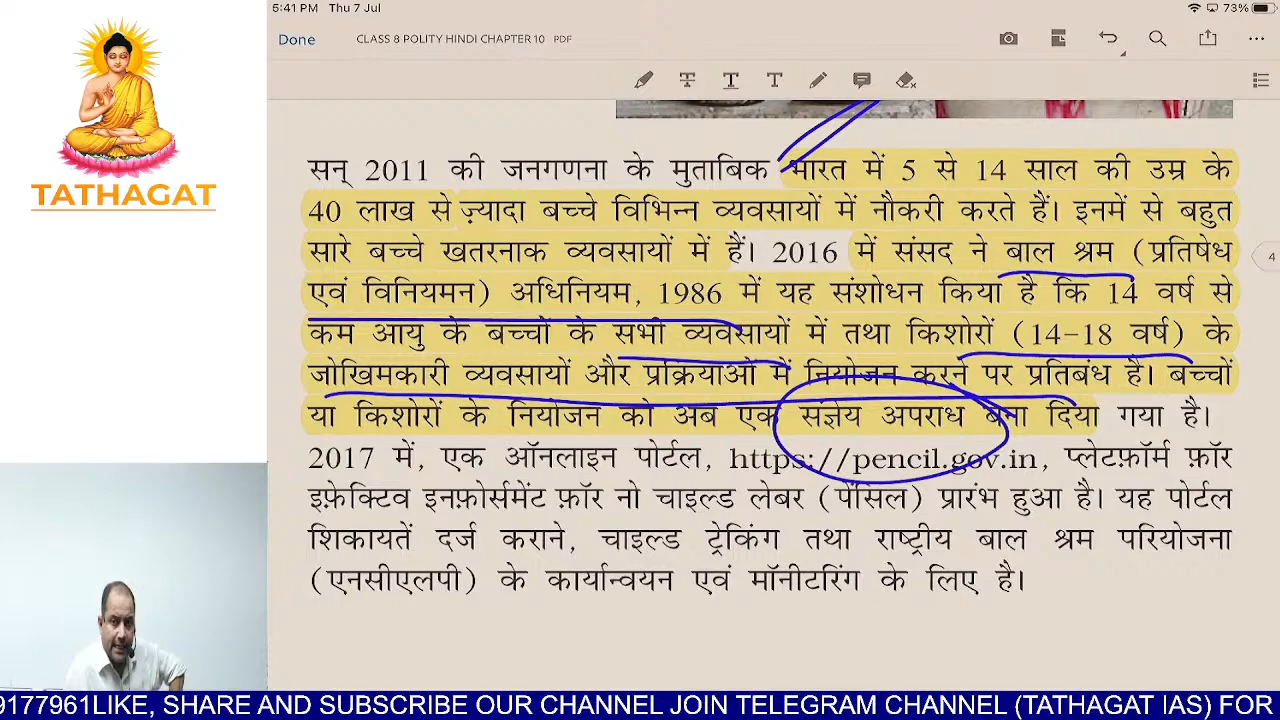 5:41 PM Thu 7 Jul
73%
Done
CLASS 8 POLITY HINDI CHAPTER 10 PDF
T T
TATHAGAT
सन् 2011 की जनगणना के मुताबिक भारत में 5 से 14 साल की उम्र के
40 लाख से ज़्यादा बच्चे विभिन्न व्यवसायों में नौकरी करते हैं। इनमें से बहुत
सारे बच्चे खतरनाक व्यवसायों में हैं। 2016 में संसद ने बाल श्रम (प्रतिषेध
एवं विनियमन) अधिनियम, 1986 में यह संशोधन किया है कि 14 वर्ष से
कम आयु के बच्चों के सभी व्यवसायों में तथा किशोरों (14-18 वर्ष) के
जोखिमकारी व्यवसायों और प्रक्रियाओं में नियोजन करने पर प्रतिबंध है। बच्चों
या किशोरों के नियोजन को अब एक संज्ञेय अपराध बना दिया गया है।
2017 में, एक ऑनलाइन पोर्टल, https://pencil.gov.in, प्लेटफ़ॉर्म फ़ॉर
इफ़ेक्टिव इनफ़ोर्समेंट फ़ॉर नो चाइल्ड लेबर (पेंसिल) प्रारंभ हुआ है। यह पोर्टल
शिकायतें दर्ज कराने, चाइल्ड ट्रेकिंग तथा राष्ट्रीय बाल श्रम परियोजना
(एनसीएलपी) के कार्यान्वयन एवं मॉनीटरिंग के लिए है।
4
9177961LIKE, SHARE AND SUBSCRIBE OUR CHANNEL JOIN TELEGRAM CHANNEL (TATHAGAT IAS) FOR